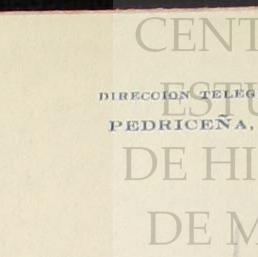 CENT
DIRECCION TELEG
ESTU
PEDRICEÑA,
DE HI
DE M